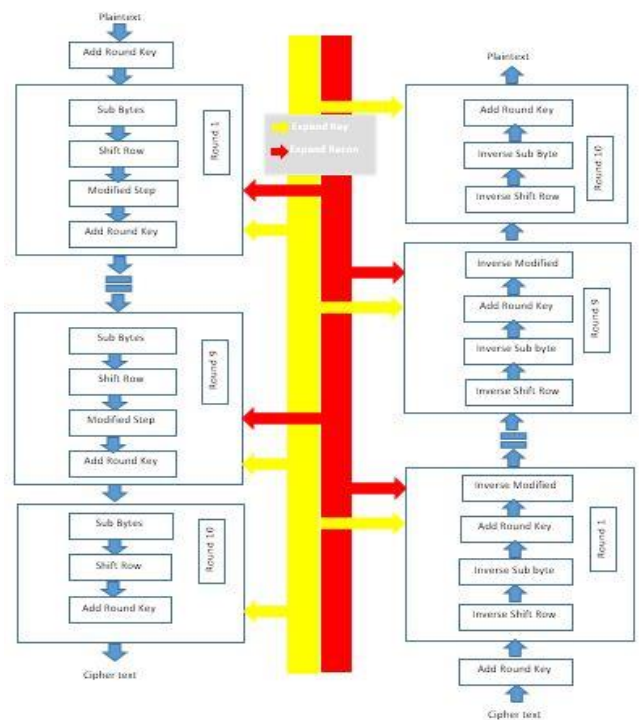 Plaintext
Add Round Key
Sub Bytes
Shift Row
Modified Step
Add Round Key
Round 1
Sub Bytes
Shift Row
Modified Step
Add Round Key
Round 9
Sub Bytes
Shift Row
Add Round Key
Round 10
Cipher text
Expand Key
Expand Recon
Plaintext
Add Round Key
Inverse Sub Byte
Inverse Shift Row
Round 10
Inverse Modified
Add Round Key
Inverse Sub byte
Inverse Shift Row
Round 9
Inverse Modified
Add Round Key
Inverse Sub byte
Inverse Shift Row
Round 1
Add Round Key
Cipher text